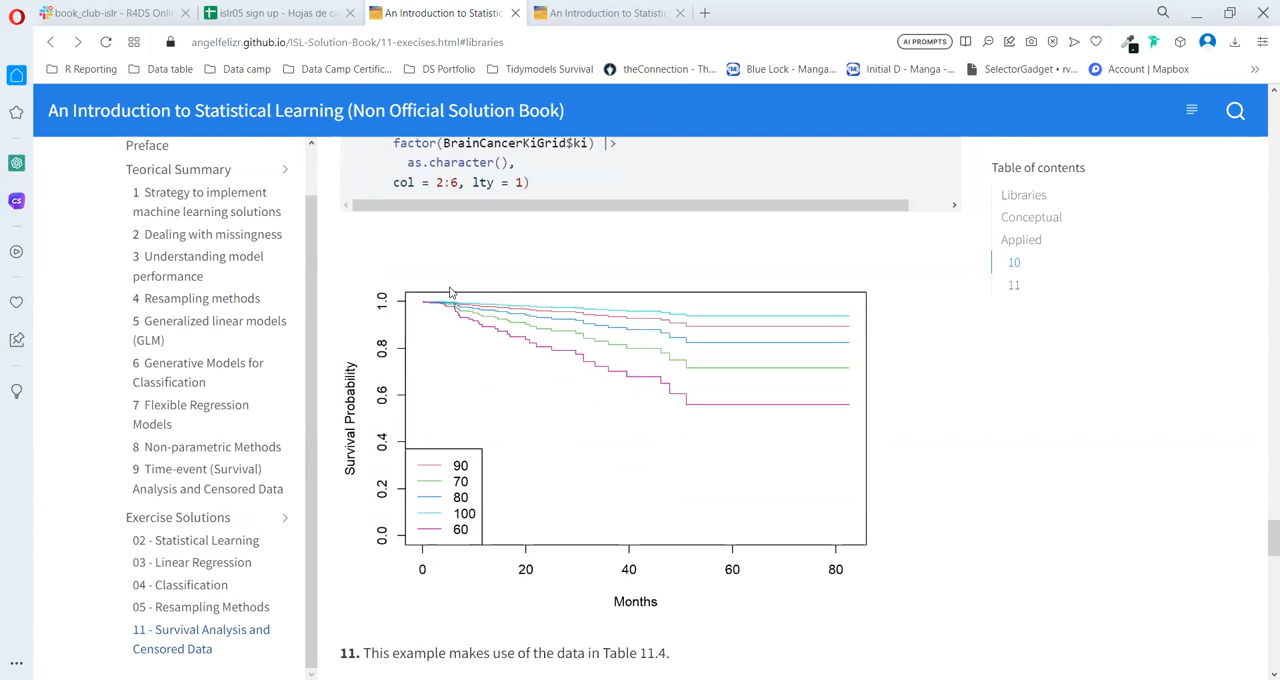 book_club-islr - R4DS ON
islr05 sign up - Hojas de cá
An Introduction to Statistic
An Introduction to Statistic
angelfelizr.github.io/ISL-Solution-Book/11-execises.html#libraries
AI PROMPTS
R Reporting
Data table
Data camp
Data Camp Certific...
DS Portfolio
Tidymodels Survival
theConnection - Th...
Blue Lock - Manga...
Initial D - Manga -...
SelectorGadget • rv...
Account | Mapbox
An Introduction to Statistical Learning (Non Official Solution Book)
Preface
Teorical Summary
1 Strategy to implement
machine learning solutions
2 Dealing with missingness
3 Understanding model
performance
4 Resampling methods
5 Generalized linear models
(GLM)
6 Generative Models for
Classification
7 Flexible Regression
Models
8 Non-parametric Methods
9 Time-event (Survival)
Analysis and Censored Data
Exercise Solutions
02 - Statistical Learning
03 - Linear Regression
04 - Classification
05 - Resampling Methods
11 - Survival Analysis and
Censored Data
factor(BrainCancerKiGrid$ki) |>
as.character(),
col = 2:6, lty = 1)
Survival Probability
1.0
0.8
0.6
0.4
0.2
0.0
90
70
80
100
60
0 20 40 60 80
Months
11. This example makes use of the data in Table 11.4.
Table of contents
Libraries
Conceptual
Applied
10
11
CS